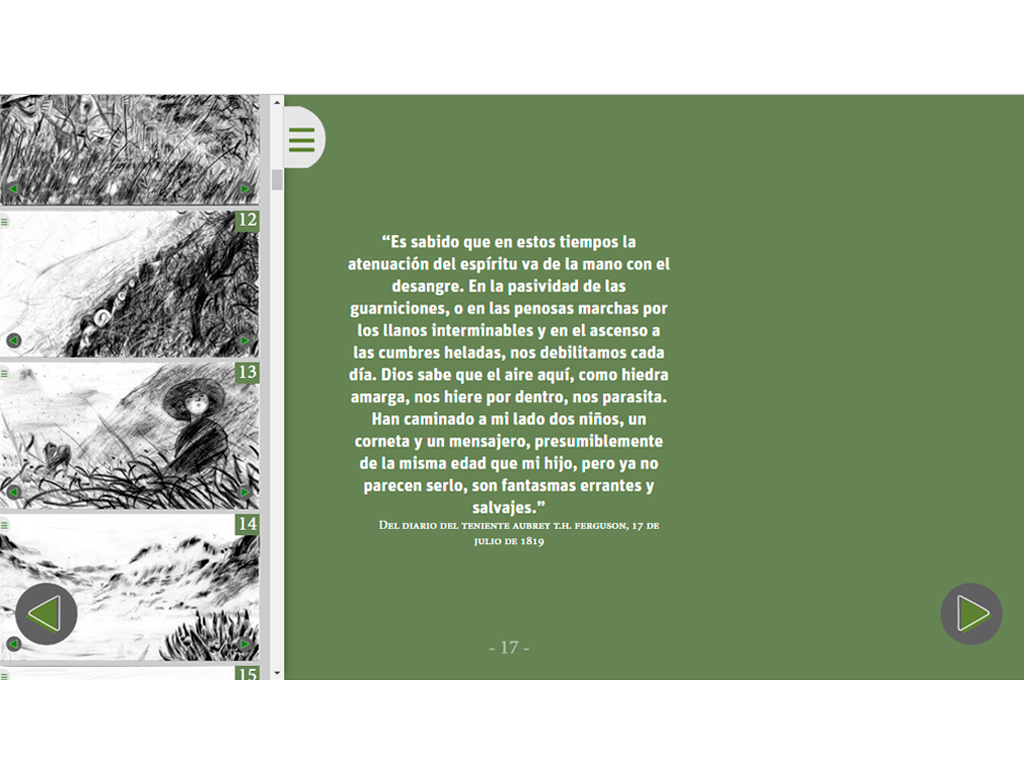 12
13
14
15
“Es sabido que en estos tiempos la
atenuación del espíritu va de la mano con el
desangre. En la pasividad de las
guarniciones, o en las penosas marchas por
los llanos interminables y en el ascenso a
las cumbres heladas, nos debilitamos cada
día. Dios sabe que el aire aquí, como hiedra
amarga, nos hiere por dentro, nos parasita.
Han caminado a mi lado dos niños, un
corneta y un mensajero, presumiblemente
de la misma edad que mi hijo, pero ya no
parecen serlo, son fantasmas errantes y
salvajes.”
Del diario del teniente aubrey t.h. ferguson, 17 de
julio de 1819
- 17 -